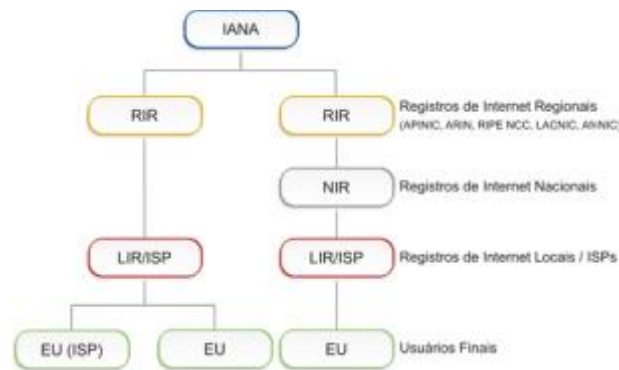 IANA
RIR
RIR
Registros de Internet Regionais
(APINIC, ARIN, RIPE NCC, LACNIC, AfriNIC)
NIR
Registros de Internet Nacionais
LIR/ISP
LIR/ISP
Registros de Internet Locais / ISPs
EU (ISP)
EU
EU
Usuários Finais